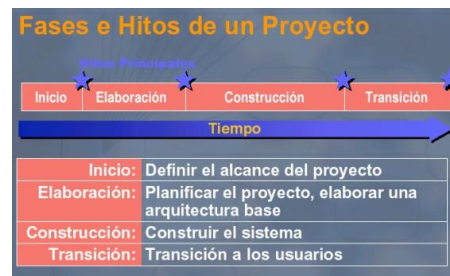 Fases e Hitos de un Proyecto
Hitos Principales
Inicio Elaboración Construcción Transición
Tiempo
Inicio: Definir el alcance del proyecto
Elaboración: Planificar el proyecto, elaborar una
arquitectura base
Construcción: Construir el sistema
Transición: Transición a los usuarios